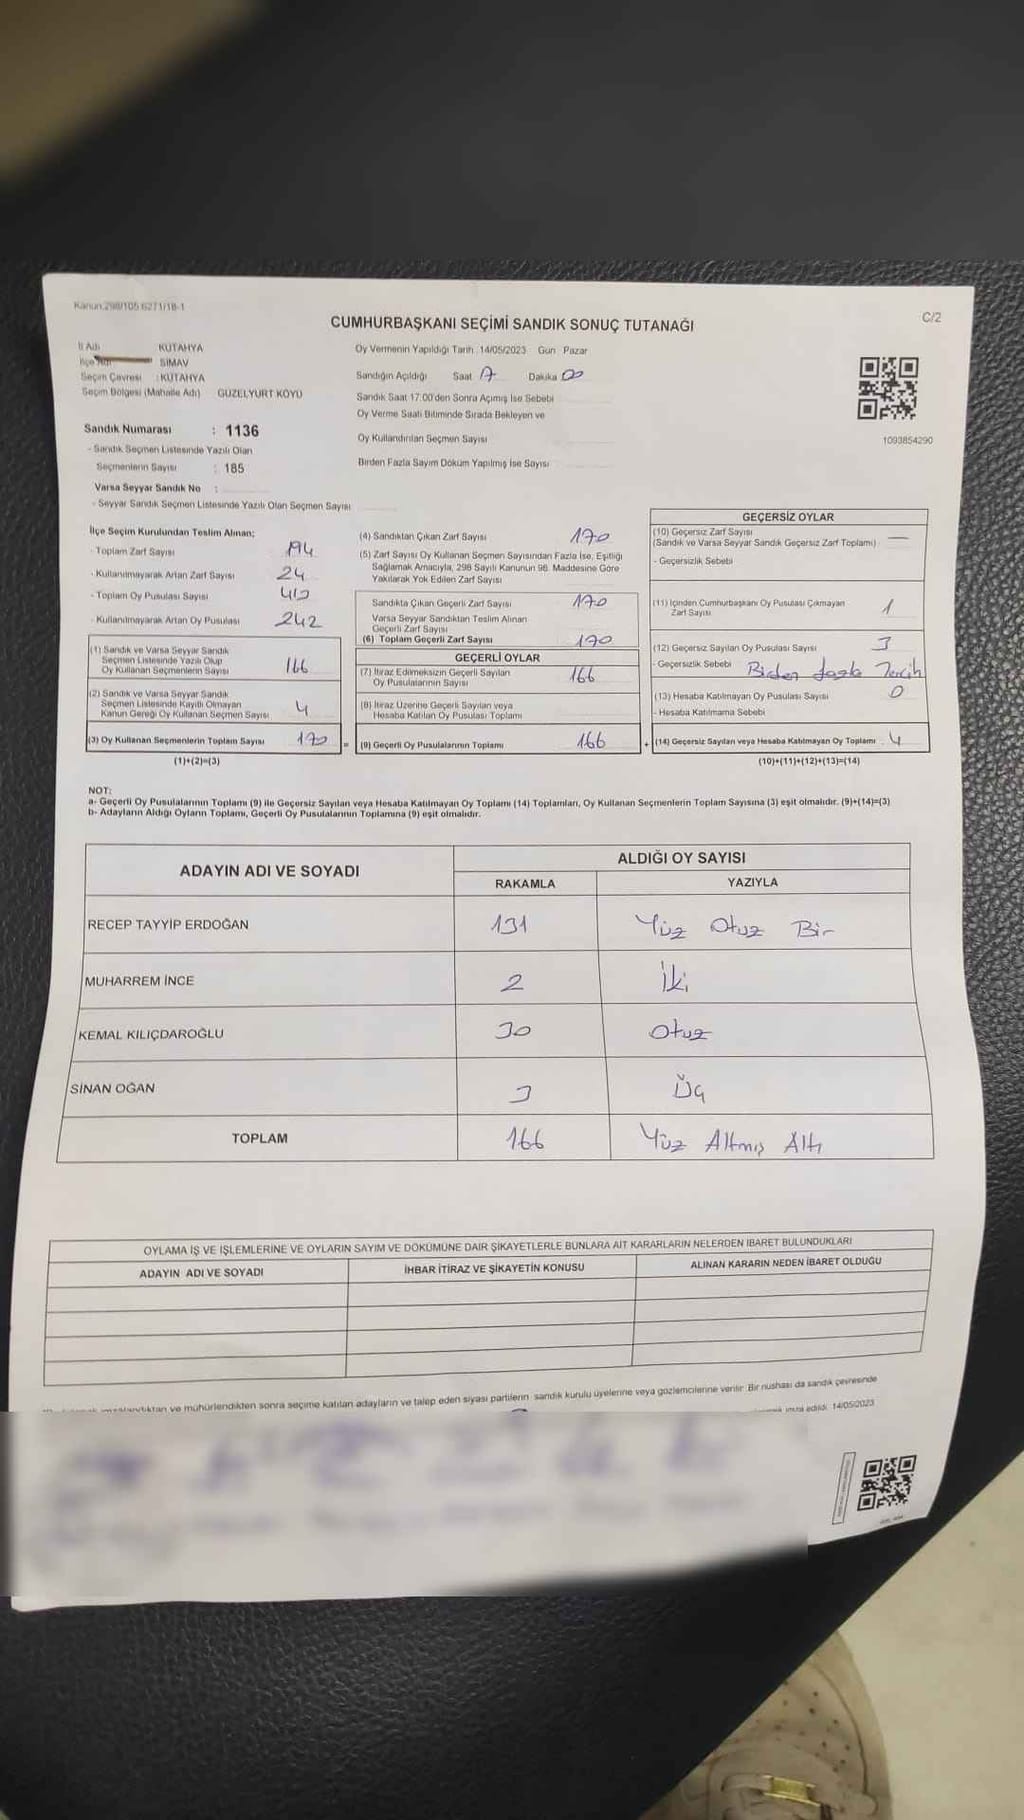 Kanun:298/105 6271/18-1
CUMHURBAŞKANI SEÇİMİ SANDIK SONUÇ TUTANAĞI
C/2
İl Adı KÜTAHYA
İlçe Adı SİMAV
Seçim Çevresi : KÜTAHYA
Seçim Bölgesi (Mahalle Adı) GÜZELYURT KÖYÜ
Sandık Numarası : 1136
- Sandık Seçmen Listesinde Yazılı Olan
Seçmenlerin Sayısı : 185
Varsa Seyyar Sandık No :
- Seyyar Sandık Seçmen Listesinde Yazılı Olan Seçmen Sayısı
Oy Vermenin Yapıldığı Tarih :14/05/2023 Gün Pazar
Sandığın Açıldığı Saat Dakika 00
Sandık Saat 17.00'den Sonra Açımış İse Sebebi
Oy Verme Saati Bitiminde Sırada Bekleyen ve
Oy Kullandırılan Seçmen Sayısı
Birden Fazla Sayım Döküm Yapılmış İse Sayısı
1093854290
İlçe Seçim Kurulundan Teslim Alınan;
- Toplam Zarf Sayısı 194
- Kullanılmayarak Artan Zarf Sayısı 24
- Toplam Oy Pusulası Sayısı
- Kullanılmayarak Artan Oy Pusulası 242
(1) Sandık ve Varsa Seyyar Sandık
Seçmen Listesinde Yazılı Olup
Oy Kullanan Seçmenlerin Sayısı 166
(2) Sandık ve Varsa Seyyar Sandık
Seçmen Listesinde Kayıtlı Olmayan
Kanun Gereği Oy Kullanan Seçmen Sayısı 4
(3) Oy Kullanan Seçmenlerin Toplam Sayısı 170
(1)+(2)=(3)
(4) Sandıktan Çıkan Zarf Sayısı 170
(5) Zarf Sayısı Oy Kullanan Seçmen Sayısından Fazla İse, Eşitliği
Sağlamak Amacıyla, 298 Sayılı Kanunun 98. Maddesine Göre
Yakılarak Yok Edilen Zarf Sayısı
Sandıkta Çıkan Geçerli Zarf Sayısı 170
Varsa Seyyar Sandıktan Teslim Alınan
Geçerli Zarf Sayısı
(6) Toplam Geçerli Zarf Sayısı 170
GEÇERLİ OYLAR
(7) İtiraz Edilmeksizin Geçerli Sayılan
Oy Pusulalarının Sayısı 166
(8) İtiraz Üzerine Geçerli Sayılan veya
Hesaba Katılan Oy Pusulası Toplamı
= (9) Geçerli Oy Pusulalarının Toplamı 166
GEÇERSİZ OYLAR
(10) Geçersiz Zarf Sayısı
(Sandık ve Varsa Seyyar Sandık Geçersiz Zarf Toplamı) —
- Geçersizlik Sebebi
(11) İçinden Cumhurbaşkanı Oy Pusulası Çıkmayan
Zarf Sayısı 1
(12) Geçersiz Sayılan Oy Pusulası Sayısı 3
- Geçersizlik Sebebi Birden fazla Tercih
(13) Hesaba Katılmayan Oy Pusulası Sayısı 0
- Hesaba Katılmama Sebebi
+ (14) Geçersiz Sayılan veya Hesaba Katılmayan Oy Toplamı 4
(10)+(11)+(12)+(13)=(14)
NOT:
a- Geçerli Oy Pusulalarının Toplamı (9) ile Geçersiz Sayılan veya Hesaba Katılmayan Oy Toplamı (14) Toplamları, Oy Kullanan Seçmenlerin Toplam Sayısına (3) eşit olmalıdır. (9)+(14)=(3)
b- Adayların Aldığı Oyların Toplamı, Geçerli Oy Pusulalarının Toplamına (9) eşit olmalıdır.
ADAYIN ADI VE SOYADI ALDIĞI OY SAYISI
RAKAMLA YAZIYLA
RECEP TAYYİP ERDOĞAN 131 Yüz Otuz Bir
MUHARREM İNCE 2 İki
KEMAL KILIÇDAROĞLU 30 Otuz
SİNAN OĞAN 3 Üç
TOPLAM 166 Yüz Altmış Altı
OYLAMA İŞ VE İŞLEMLERİNE VE OYLARIN SAYIM VE DÖKÜMÜNE DAİR ŞİKAYETLERLE BUNLARA AİT KARARLARIN NELERDEN İBARET BULUNDUKLARI
ADAYIN ADI VE SOYADI İHBAR İTİRAZ VE ŞİKAYETİN KONUSU ALINAN KARARIN NEDEN İBARET OLDUĞU
ve mühürlendikten sonra seçime katılan adayların ve talep eden siyasi partilerin sandık kurulu üyelerine veya gözlemcilerine verilir. Bir nüshası da sandık çevresinde
imza edildi. 14/05/2023